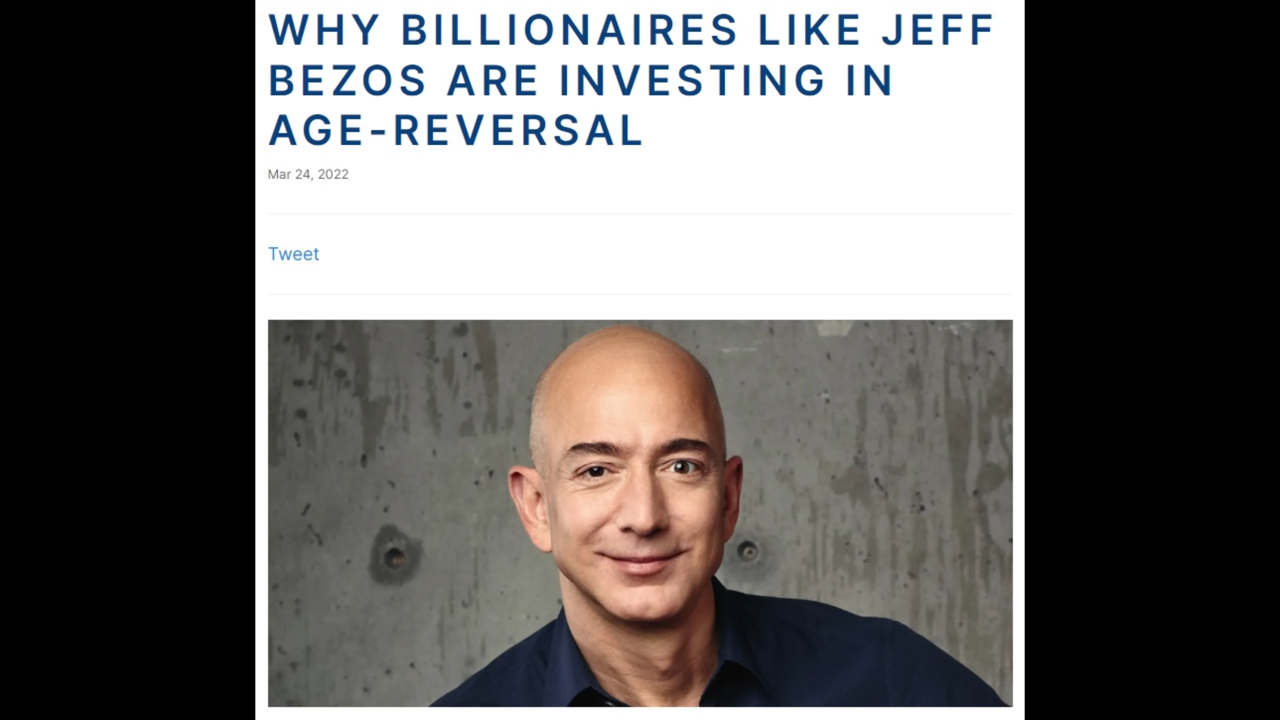 WHY BILLIONAIRES LIKE JEFF
BEZOS ARE INVESTING IN
AGE-REVERSAL
Mar 24, 2022
Tweet